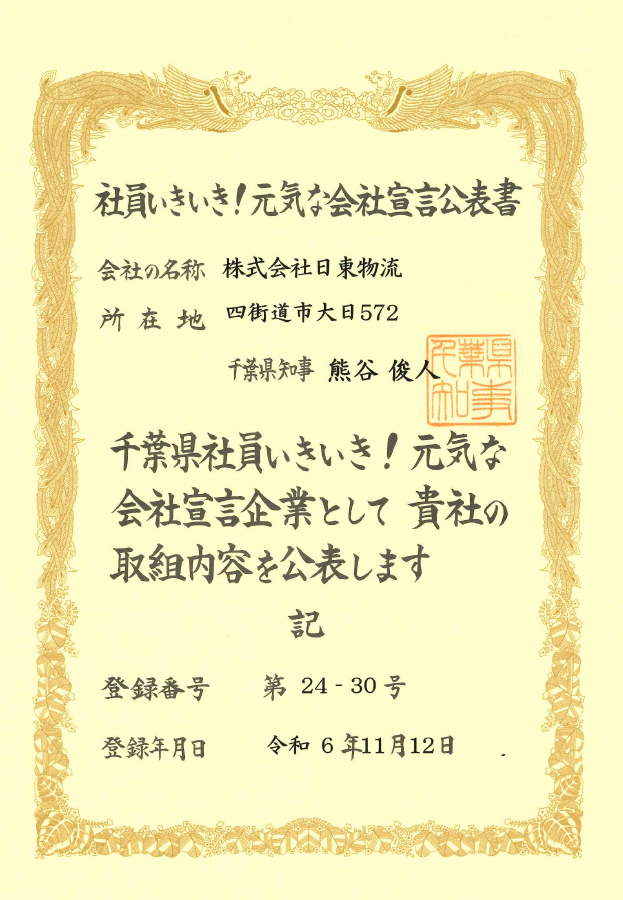 社員いきいき!元気な会社宣言公表書
会社の名称 株式会社日東物流
所在地 四街道市大日572
千葉県知事 熊谷 俊人
千葉県知事
千葉県社員いきいき!元気な
会社宣言企業として 貴社の
取組内容を公表します
記
登録番号 第 24-30号
登録年月日 令和 6年11月12日